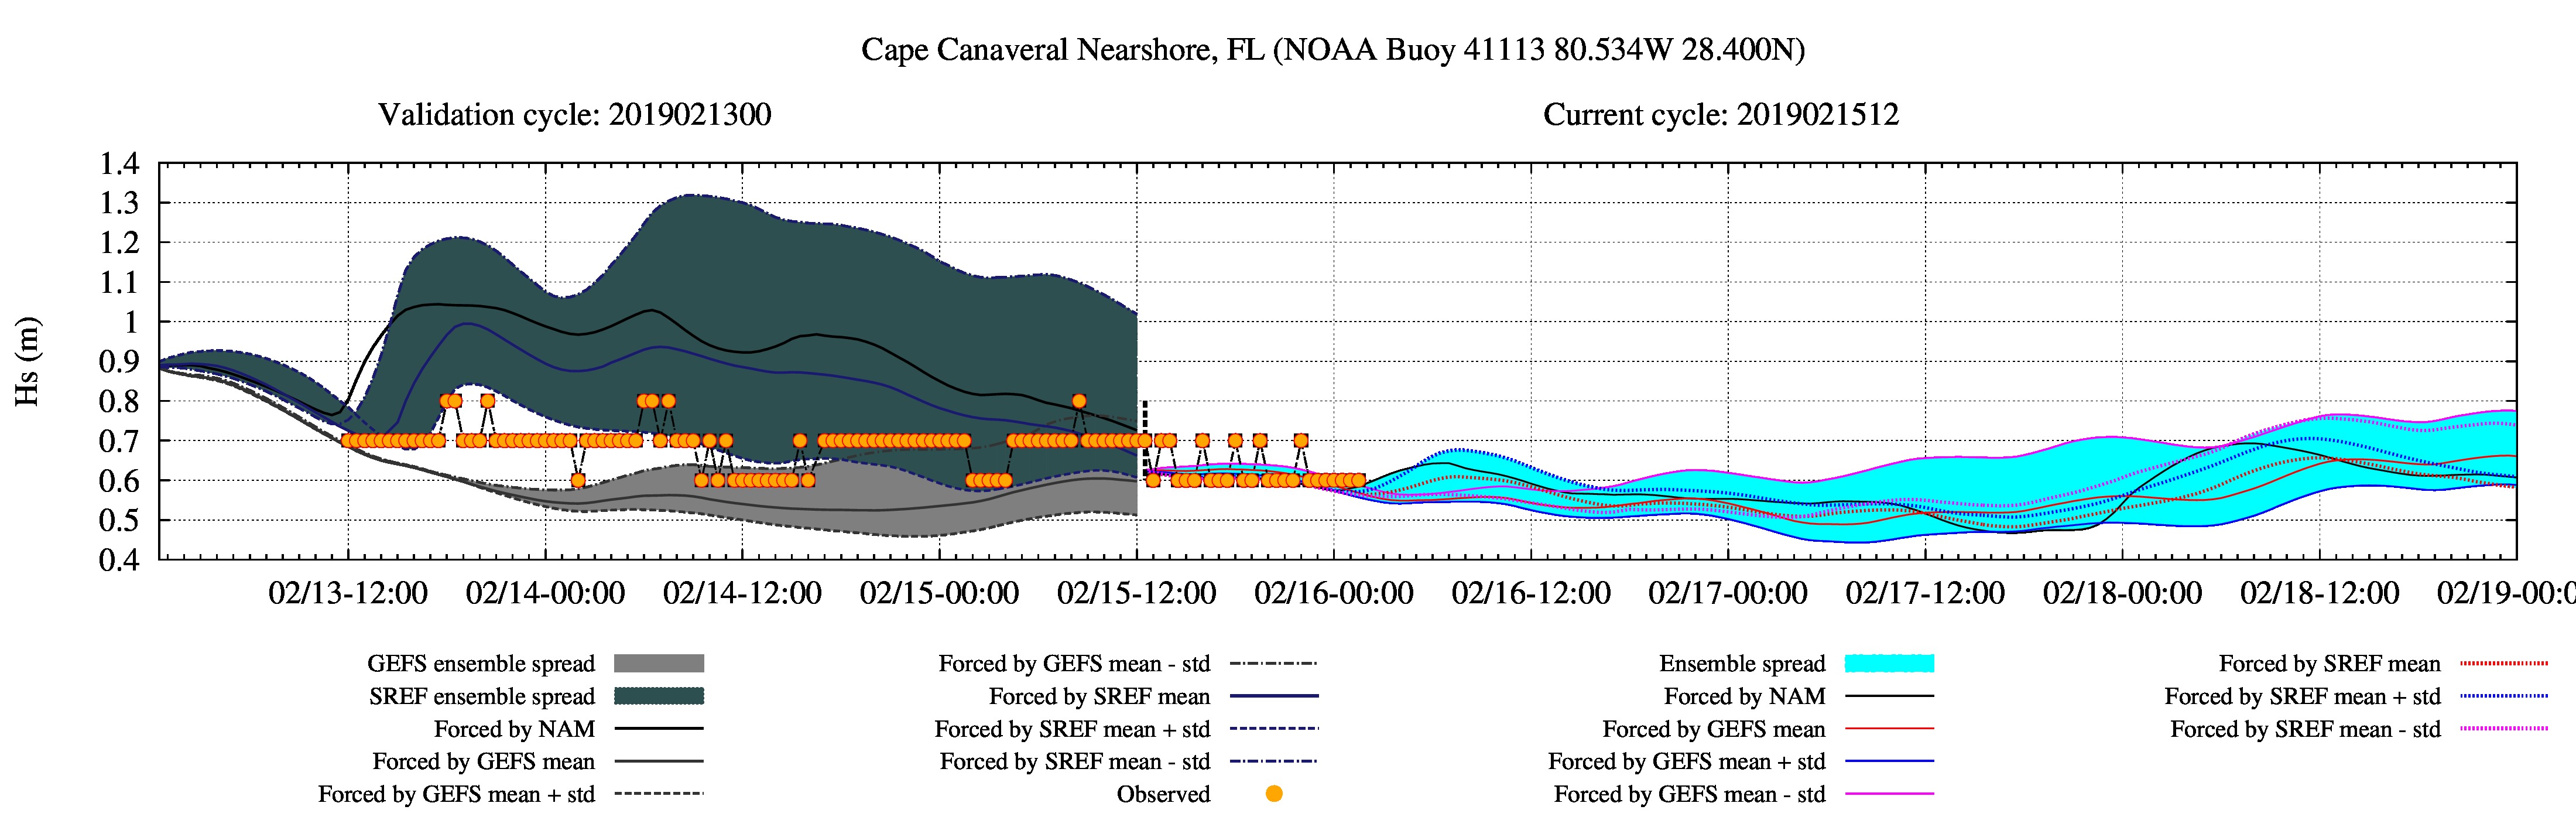 Cape Canaveral Nearshore, FL (NOAA Buoy 41113 80.534W 28.400N)
Validation cycle: 2019021300
Current cycle: 2019021512
Hs (m)
1.4
1.3
1.2
1.1
1
0.9
0.8
0.7
0.6
0.5
0.4
02/13-12:00 02/14-00:00 02/14-12:00 02/15-00:00 02/15-12:00 02/16-00:00 02/16-12:00 02/17-00:00 02/17-12:00 02/18-00:00 02/18-12:00 02/19-00:0
GEFS ensemble spread
SREF ensemble spread
Forced by NAM
Forced by GEFS mean
Forced by GEFS mean + std
Forced by GEFS mean - std
Forced by SREF mean
Forced by SREF mean + std
Forced by SREF mean - std
Observed
Ensemble spread
Forced by NAM
Forced by GEFS mean
Forced by GEFS mean + std
Forced by GEFS mean - std
Forced by SREF mean
Forced by SREF mean + std
Forced by SREF mean - std